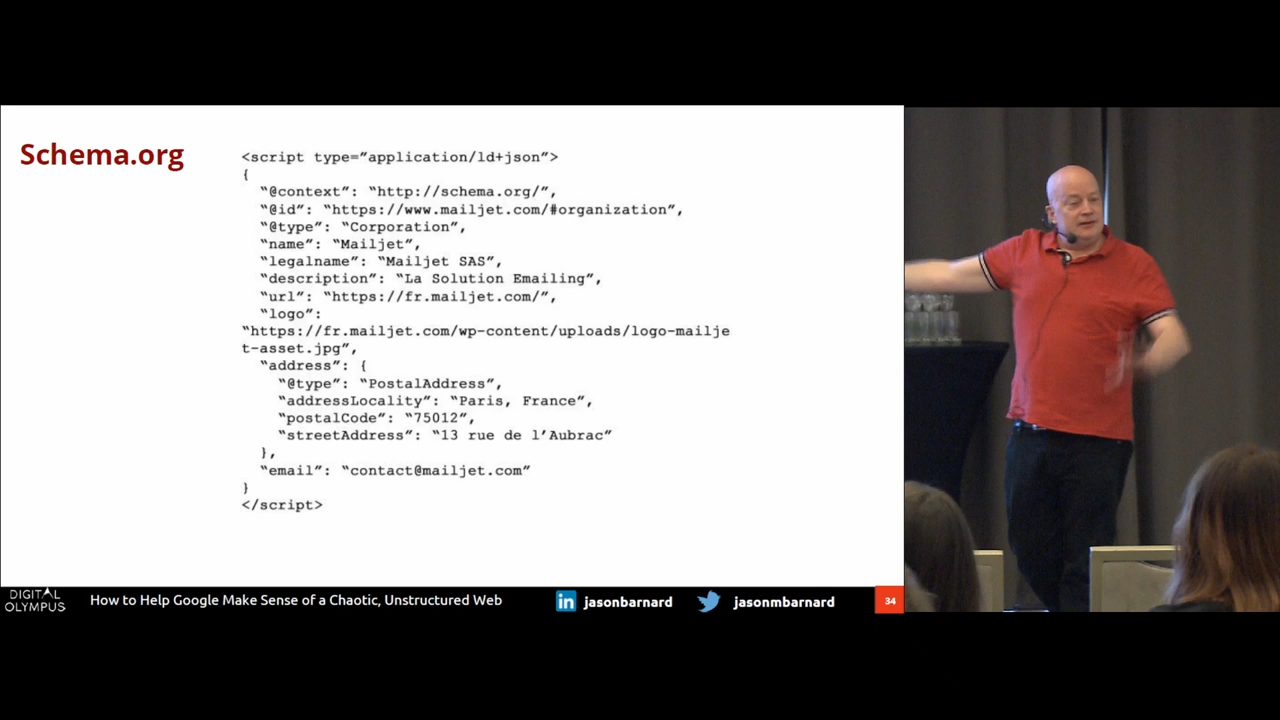 Schema.org
<script type=”application/ld+json”>
{
“@context”: “http://schema.org/”,
“@id”: “https://www.mailjet.com/#organization”,
“@type”: “Corporation”,
“name”: “Mailjet”,
“legalname”: “Mailjet SAS”,
“description”: “La Solution Emailing”,
“url”: “https://fr.mailjet.com/”,
“logo”:
“https://fr.mailjet.com/wp-content/uploads/logo-mailje
t-asset.jpg”,
“address”: {
“@type”: “PostalAddress”,
“addressLocality”: “Paris, France”,
“postalCode”: “75012”,
“streetAddress”: “13 rue de l’Aubrac”
},
“email”: “contact@mailjet.com”
}
</script>
DIGITAL
OLYMPUS
How to Help Google Make Sense of a Chaotic, Unstructured Web
in jasonbarnard
jasonmbarnard
34